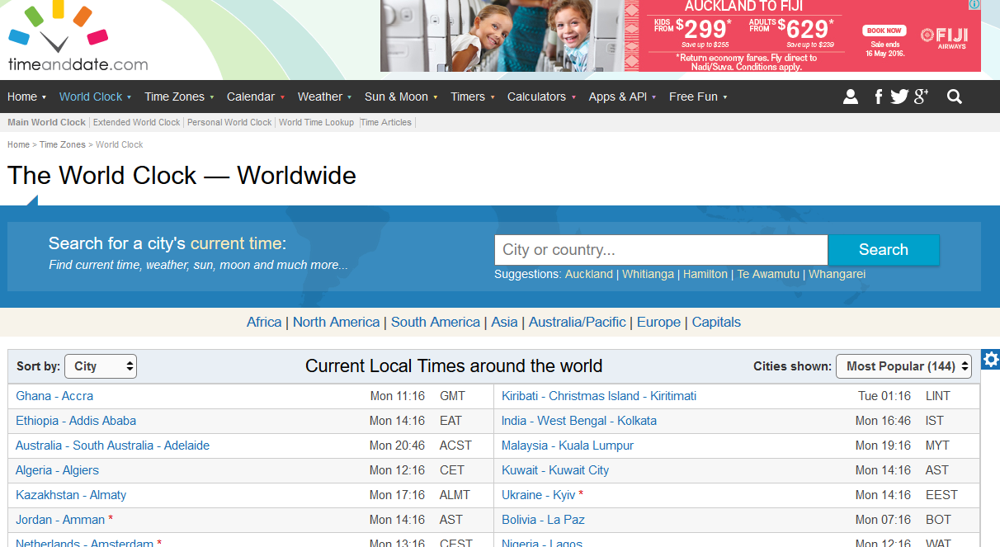 AUCKLAND TO FIJI
KIDS FROM $299* ADULTS FROM $629*
Save up to $255 Save up to $239
*Return economy fares. Fly direct to
Nadi/Suva. Conditions apply.
BOOK NOW
Sale ends
16 May 2016.
FIJI
AIRWAYS
timeanddate.com
Home World Clock Time Zones Calendar Weather Sun & Moon Timers Calculators Apps & API Free Fun
Main World Clock | Extended World Clock | Personal World Clock | World Time Lookup | Time Articles |
Home > Time Zones > World Clock
The World Clock — Worldwide
Search for a city's current time:
Find current time, weather, sun, moon and much more...
City or country... Search
Suggestions: Auckland | Whitianga | Hamilton | Te Awamutu | Whangarei
Africa | North America | South America | Asia | Australia/Pacific | Europe | Capitals
Sort by: City Current Local Times around the world Cities shown: Most Popular (144)
Ghana - Accra Mon 11:16 GMT Kiribati - Christmas Island - Kiritimati Tue 01:16 LINT
Ethiopia - Addis Ababa Mon 14:16 EAT India - West Bengal - Kolkata Mon 16:46 IST
Australia - South Australia - Adelaide Mon 20:46 ACST Malaysia - Kuala Lumpur Mon 19:16 MYT
Algeria - Algiers Mon 12:16 CET Kuwait - Kuwait City Mon 14:16 AST
Kazakhstan - Almaty Mon 17:16 ALMT Ukraine - Kyiv * Mon 14:16 EEST
Jordan - Amman * Mon 14:16 AST Bolivia - La Paz Mon 07:16 BOT
Netherlands - Amsterdam * Mon 13:16 CEST Nigeria - Lagos Mon 12:16 WAT